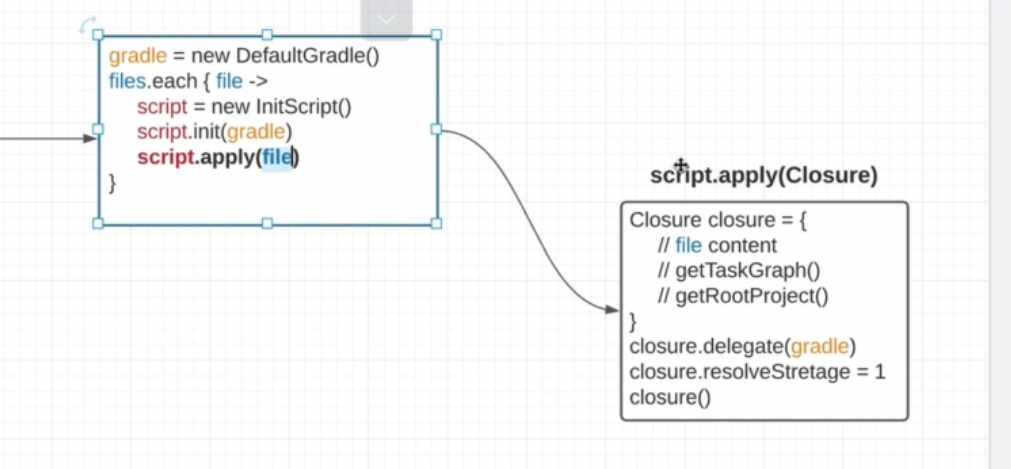 gradle = new DefaultGradle()
files.each { file ->
script = new InitScript()
script.init(gradle)
script.apply(file)
}
script.apply(Closure)
Closure closure = {
// file content
// getTaskGraph()
// getRootProject()
}
closure.delegate(gradle)
closure.resolveStretage = 1
closure()